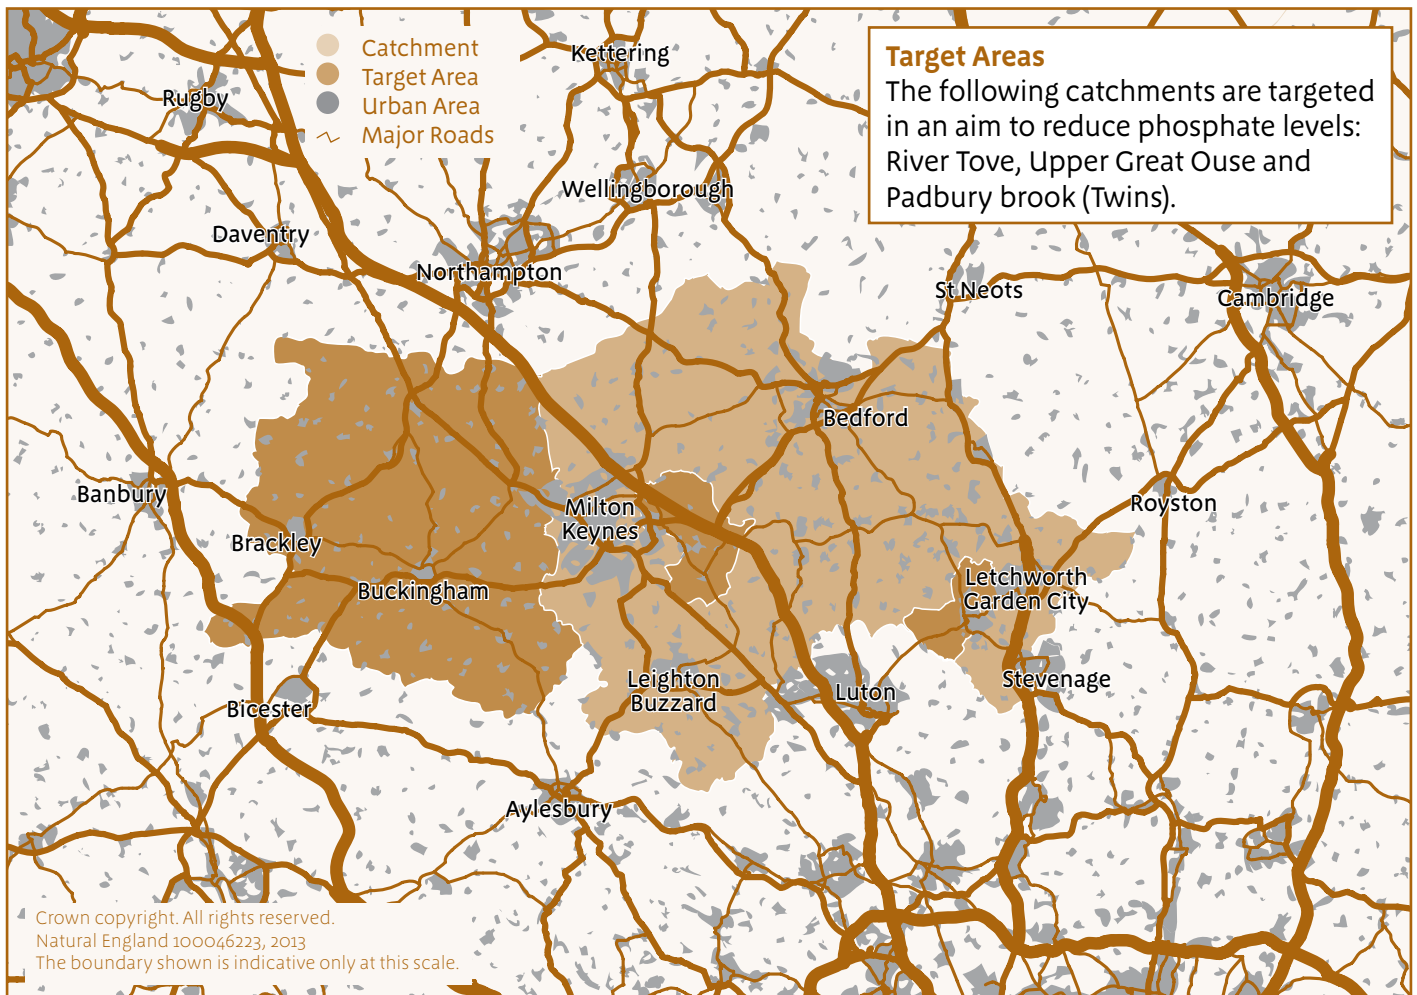 Catchment
Target Area
Urban Area
Major Roads
Target Areas
The following catchments are targeted
in an aim to reduce phosphate levels:
River Tove, Upper Great Ouse and
Padbury brook (Twins).
Kettering
Rugby
Wellingborough
Daventry
Northampton
St Neots
Cambridge
Bedford
Banbury
Milton
Keynes
Royston
Brackley
Buckingham
Letchworth
Garden City
Leighton
Buzzard
Luton
Stevenage
Bicester
Aylesbury
Crown copyright. All rights reserved.
Natural England 100046223, 2013
The boundary shown is indicative only at this scale.